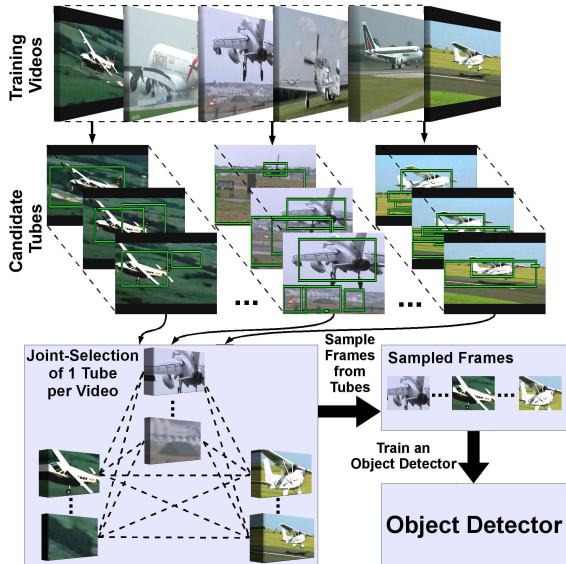 Training
Videos
Candidate
Tubes
...
...
Joint-Selection
of 1 Tube
per Video
Sample
Frames
from
Tubes
Sampled Frames
Train an
Object Detector
Object Detector